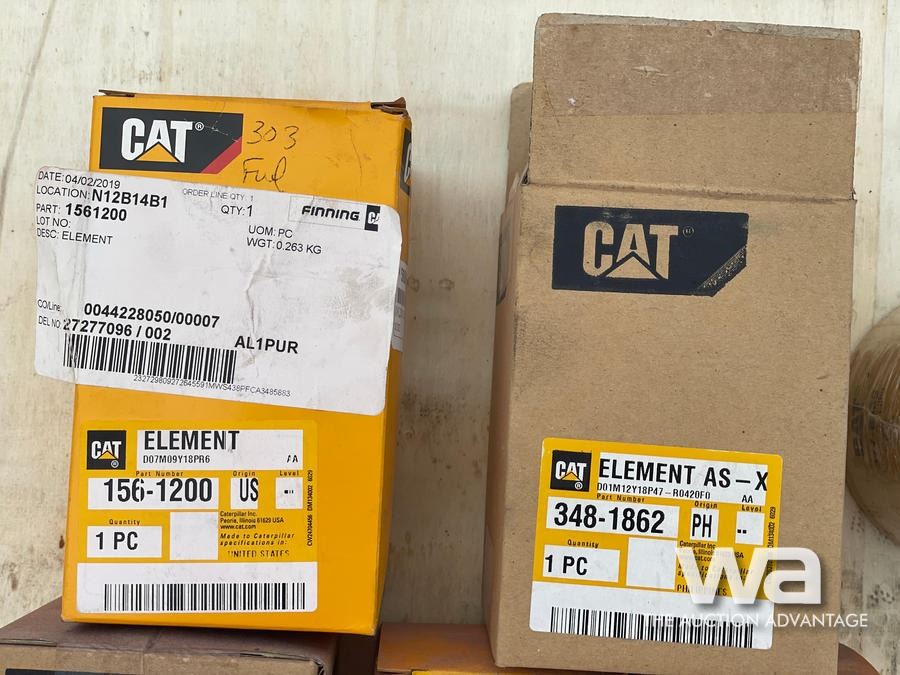 CAT®
303
Fuel
DATE: 04/02/2019
LOCATION: N12B14B1
ORDER LINE QTY: 1
PART: 1561200
QTY: 1
FINNING CAT
LOT NO:
UOM: PC
DESC: ELEMENT
WGT: 0.263 KG
CO/Line: 0044228050/00007
DEL No: 27277096 / 002
AL1PUR
CAT®
ELEMENT
D07M09Y18PR6 AA
Part Number Origin Level
156-1200 US
Quantity
1 PC
Caterpillar Inc.
Peoria, Illinois 61629 USA
www.cat.com
Made to Caterpillar
specifications in:
UNITED STATES
CAT®
CAT®
ELEMENT AS-X
D01M12Y18P47-R0420F0 AA
Part Number Origin Level
348-1862 PH --
Quantity
1 PC
Caterpillar Inc.
wa
THE AUCTION ADVANTAGE